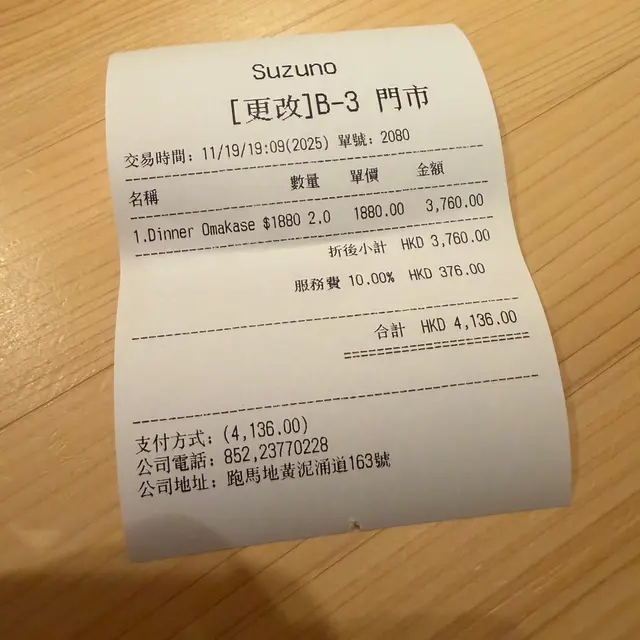 Suzuno
[更改]B-3 門市
交易時間: 11/19/19:09(2025) 單號: 2080
名稱 數量 單價 金額
1.Dinner Omakase $1880 2.0 1880.00 3,760.00
折後小計 HKD 3,760.00
服務費 10.00% HKD 376.00
合計 HKD 4,136.00
支付方式: (4,136.00)
公司電話: 852,23770228
公司地址: 跑馬地黃泥涌道163號